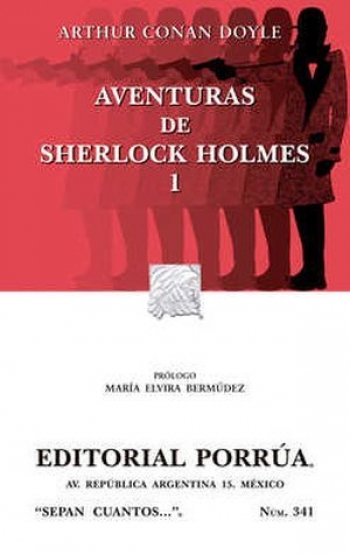 ARTHUR CONAN DOYLE
AVENTURAS
DE
SHERLOCK HOLMES
1
PRÓLOGO
MARÍA ELVIRA BERMÚDEZ
EDITORIAL PORRÚA®
AV. REPÚBLICA ARGENTINA 15. MÉXICO
“SEPAN CUANTOS...”® NÚM. 341